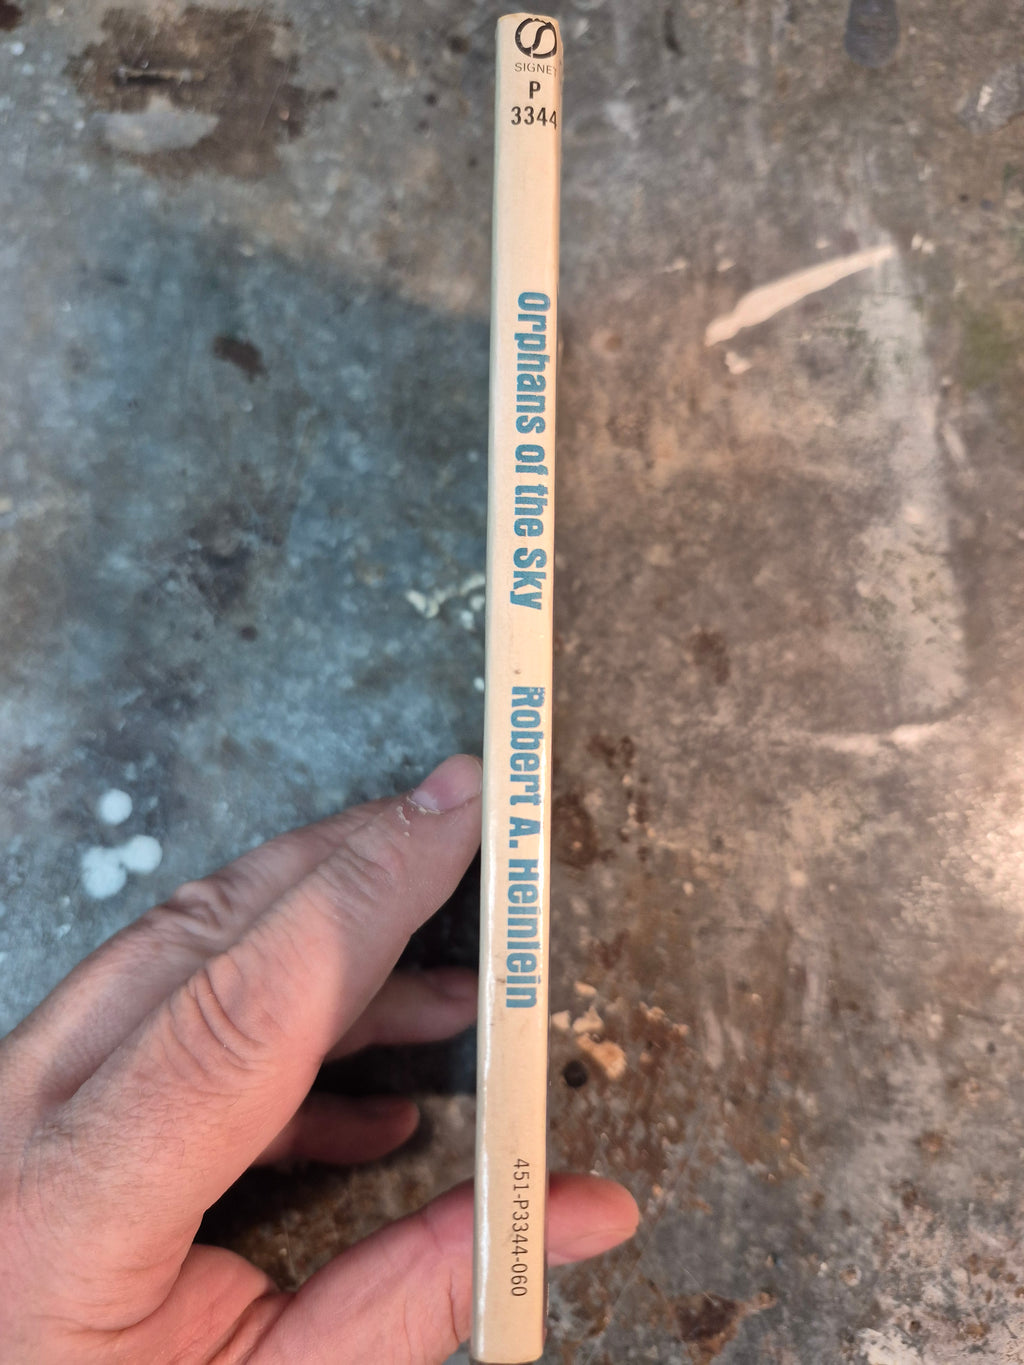 SIGNET
P
3344
Orphans of the Sky
Robert A. Heinlein
451-P3344-060